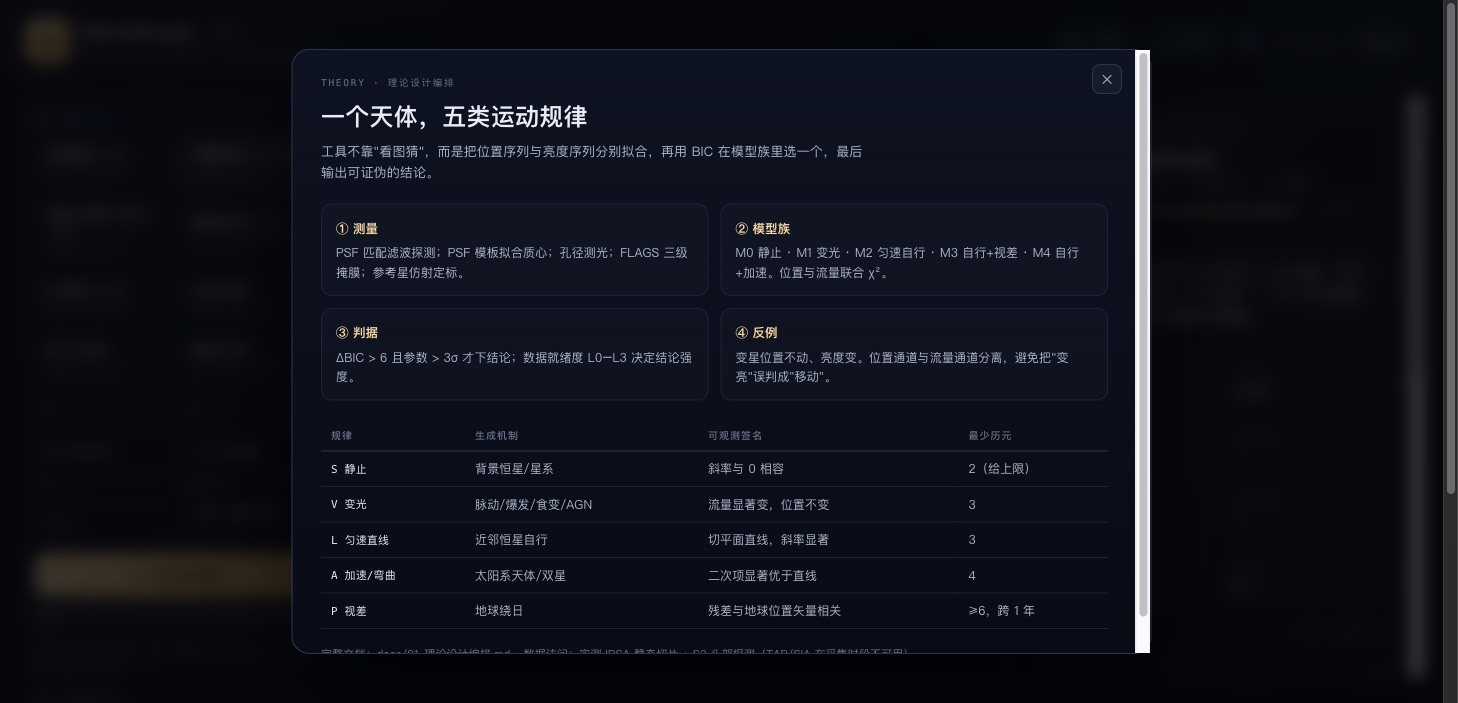 THEORY · 理论设计编排
一个天体，五类运动规律
工具不靠"看图猜"，而是把位置序列与亮度序列分别拟合，再用 BIC 在模型族里选一个，最后
输出可证伪的结论。
① 测量
PSF 匹配滤波探测；PSF 模板拟合质心；孔径测光；FLAGS 三级
掩膜；参考星仿射定标。
② 模型族
M0 静止 · M1 变光 · M2 匀速自行 · M3 自行+视差 · M4 自行
+加速。位置与流量联合 χ²。
③ 判据
ΔBIC > 6 且参数 > 3σ 才下结论；数据就绪度 L0—L3 决定结论强
度。
④ 反例
变星位置不动、亮度变。位置通道与流量通道分离，避免把"变
亮"误判成"移动"。
规律 生成机制 可观测签名 最少历元
S 静止 背景恒星/星系 斜率与 0 相容 2（给上限）
V 变光 脉动/爆发/食变/AGN 流量显著变，位置不变 3
L 匀速直线 近邻恒星自行 切平面直线，斜率显著 3
A 加速/弯曲 太阳系天体/双星 二次项显著优于直线 4
P 视差 地球绕日 残差与地球位置矢量相关 ≥6，跨 1 年